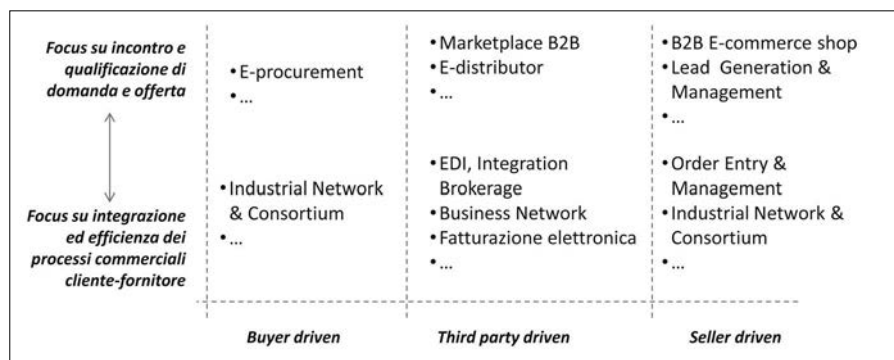 Focus su incontro e
qualificazione di
domanda e offerta
• E-procurement
• ...
• Marketplace B2B
• E-distributor
• ...
• B2B E-commerce shop
• Lead Generation &
Management
• ...
Focus su integrazione
ed efficienza dei
processi commerciali
cliente-fornitore
• Industrial Network
& Consortium
• ...
• EDI, Integration
Brokerage
• Business Network
• Fatturazione elettronica
• ...
• Order Entry &
Management
• Industrial Network &
Consortium
• ...
Buyer driven
Third party driven
Seller driven